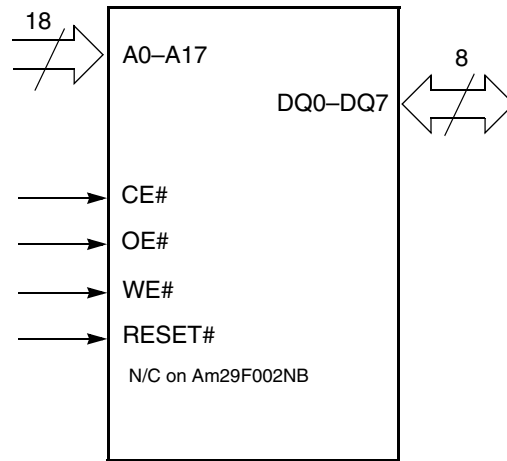 18
A0–A17
8
DQ0–DQ7
CE#
OE#
WE#
RESET#
N/C on Am29F002NB